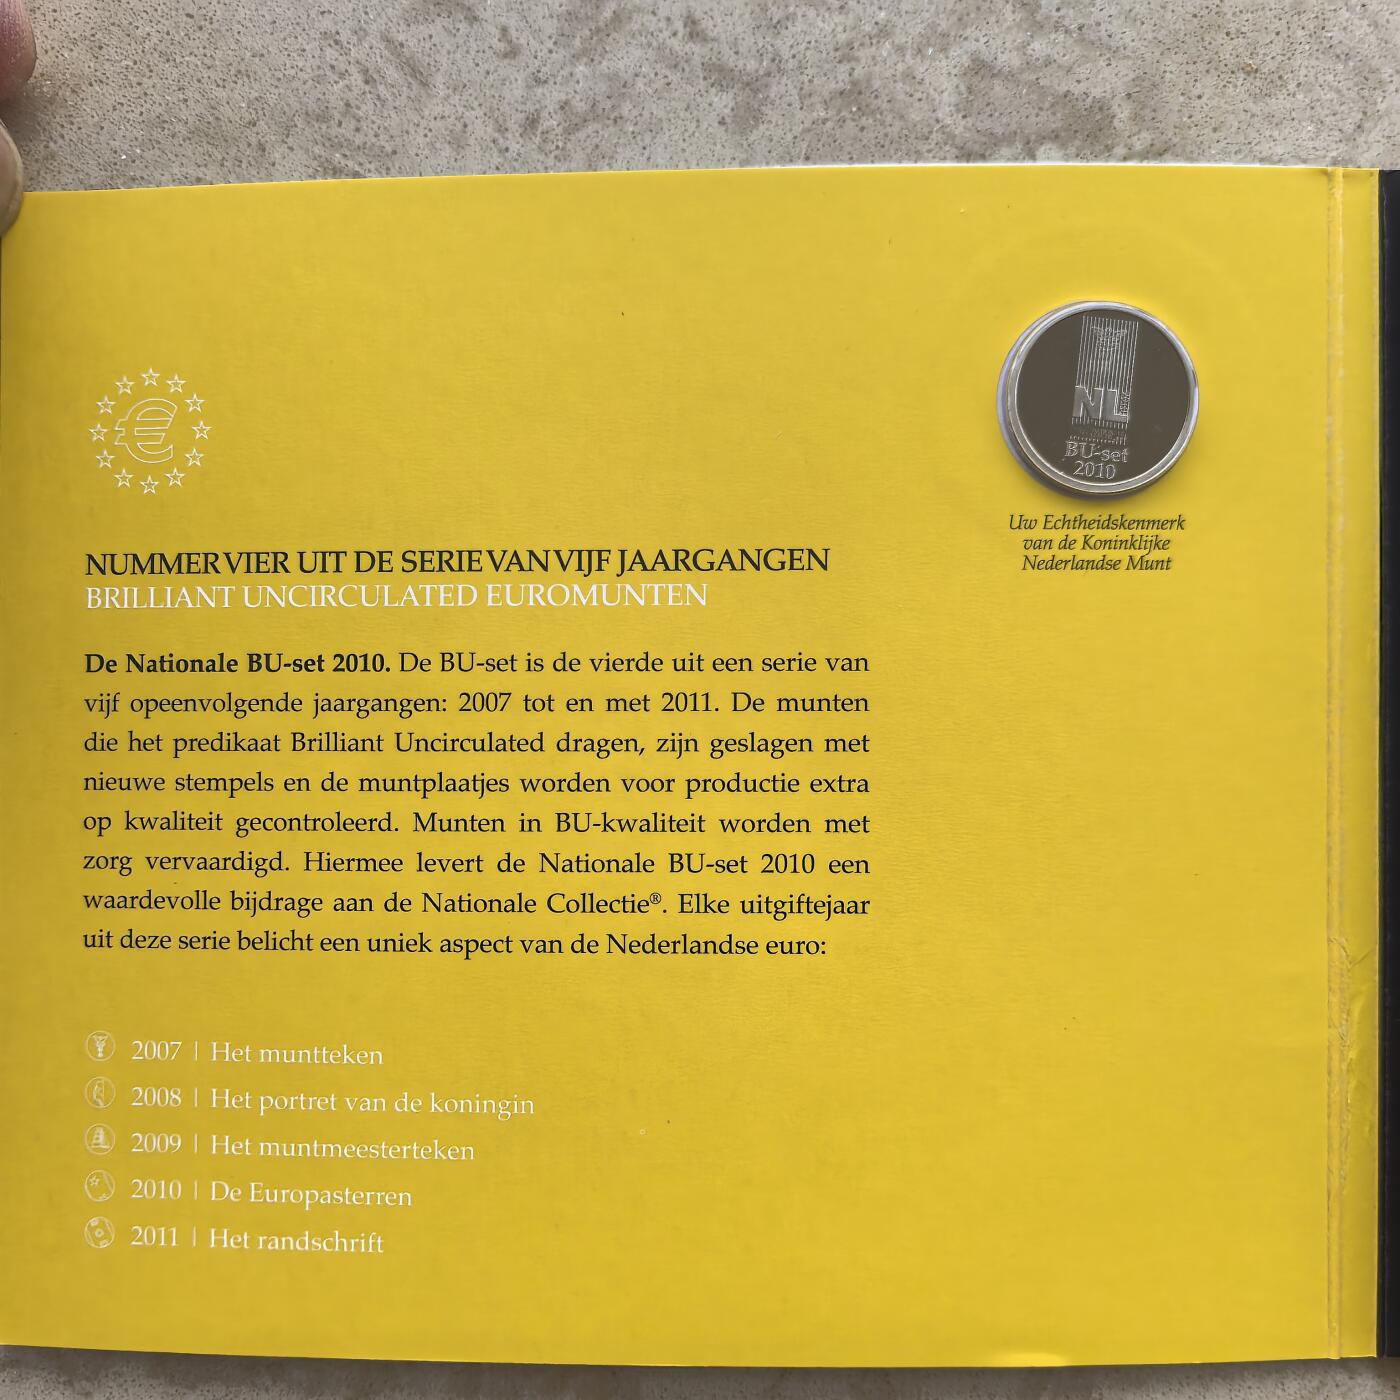 NL
BU-set
2010
Uw Echtheidskenmerk
van de Koninklijke
Nederlandse Munt
NUMMER VIER UIT DE SERIE VAN VIJF JAARGANGEN
BRILLIANT UNCIRCULATED EUROMUNTEN
De Nationale BU-set 2010. De BU-set is de vierde uit een serie van
vijf opeenvolgende jaargangen: 2007 tot en met 2011. De munten
die het predikaat Brilliant Uncirculated dragen, zijn geslagen met
nieuwe stempels en de muntplaatjes worden voor productie extra
op kwaliteit gecontroleerd. Munten in BU-kwaliteit worden met
zorg vervaardigd. Hiermee levert de Nationale BU-set 2010 een
waardevolle bijdrage aan de Nationale Collectie®. Elke uitgiftejaar
uit deze serie belicht een uniek aspect van de Nederlandse euro:
2007 | Het muntteken
2008 | Het portret van de koningin
2009 | Het muntmeesterteken
2010 | De Europasterren
2011 | Het randschrift